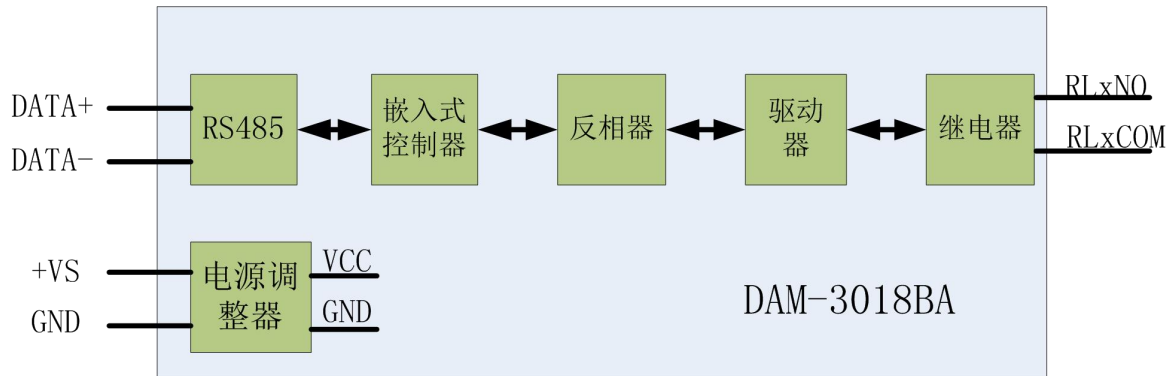 DATA+
DATA-
RS485
嵌入式
控制器
反相器
驱动
器
继电器
RLxNO
RLxCOM
+VS
GND
电源调
整器
VCC
GND
DAM-3018BA